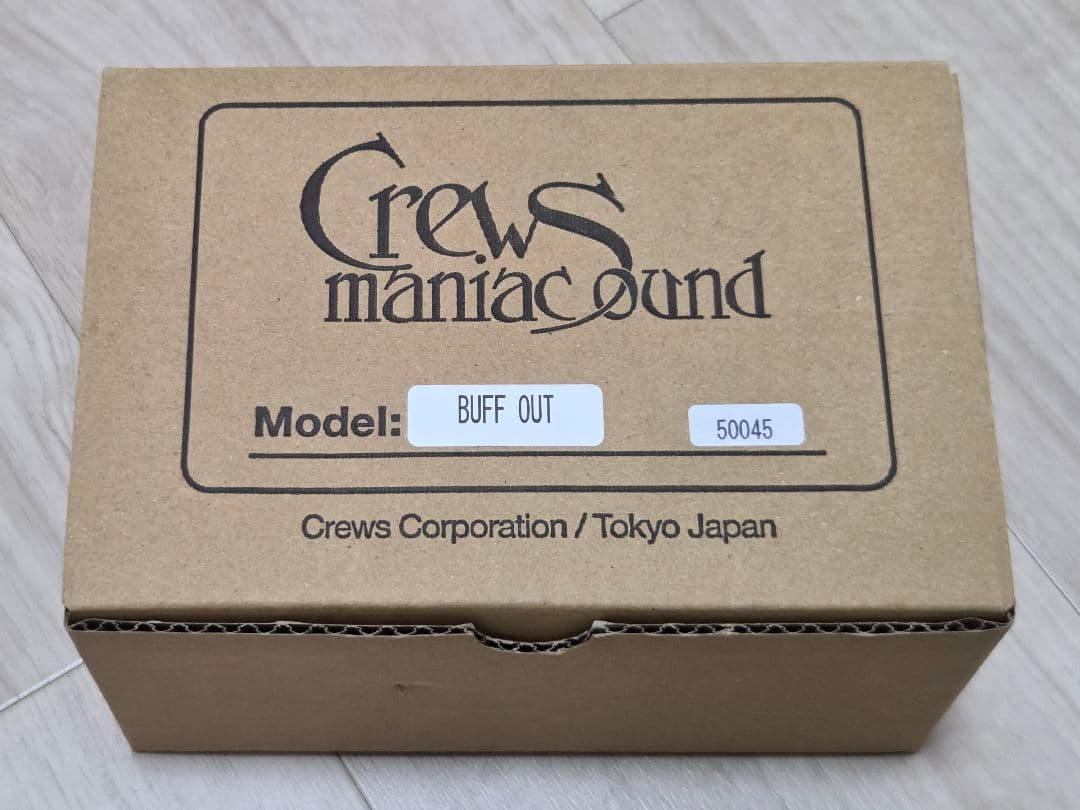 Crews
maniac Sound
Model: BUFF OUT 50045
Crews Corporation / Tokyo Japan